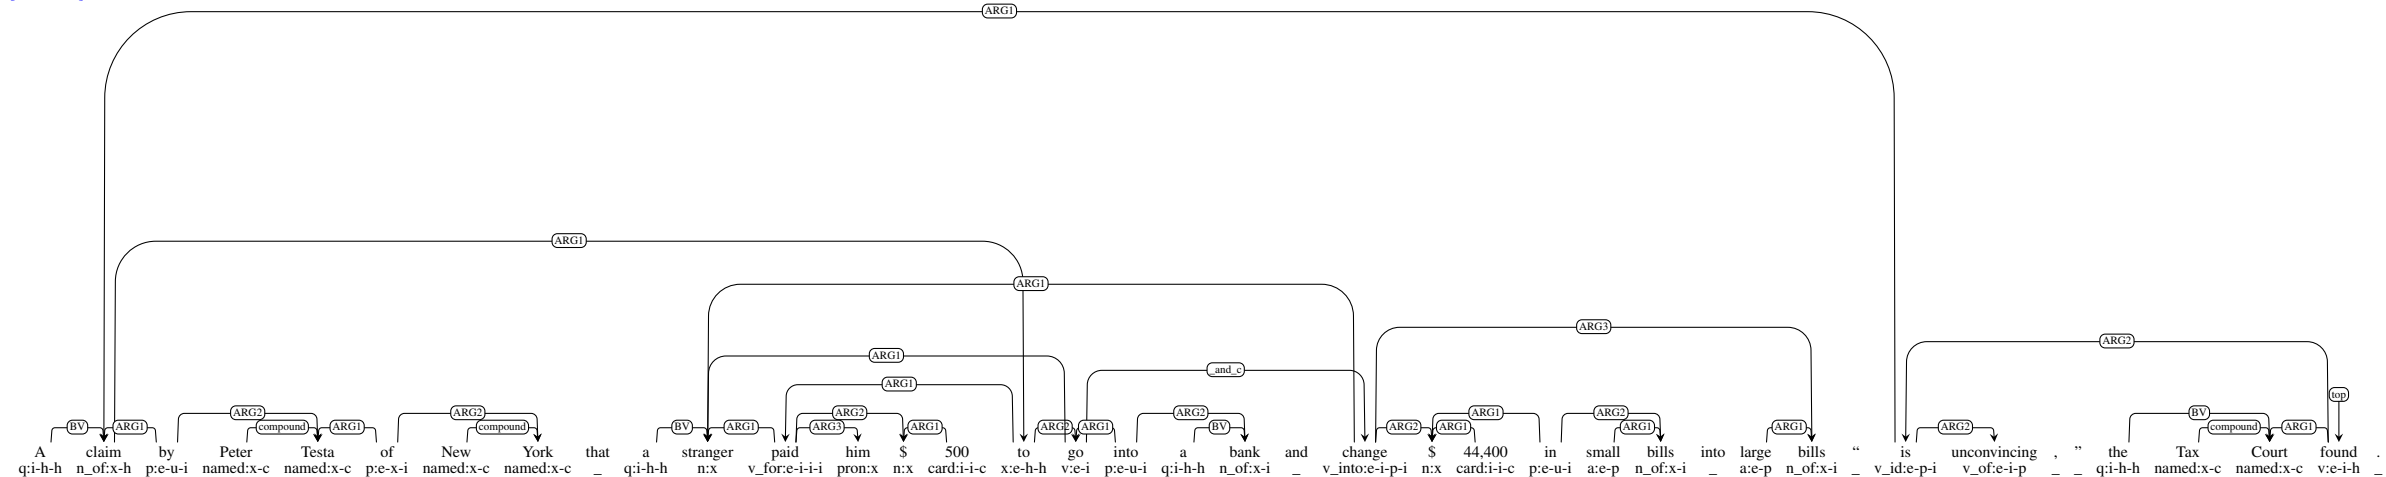 ARG1
ARG1
ARG1
ARG3
ARG2
ARG1
_and_c
ARG1 top
ARG2 ARG2 ARG2 ARG2 ARG1 ARG2 BV
BV ARG1 compound ARG1 compound BV ARG1 ARG3 ARG1 ARG2 ARG1 BV ARG2 ARG1 ARG1 ARG1 ARG2 compound ARG1
A claim by Peter Testa of New York that a stranger paid him $ 500 to go into a bank and change $ 44,400 in small bills into large bills “ is unconvincing , ” the Tax Court found .
q:i-h-h n_of:x-h p:e-u-i named:x-c named:x-c p:e-x-i named:x-c named:x-c _ q:i-h-h n:x v_for:e-i-i-i pron:x n:x card:i-i-c x:e-h-h v:e-i p:e-u-i q:i-h-h n_of:x-i _ v_into:e-i-p-i n:x card:i-i-c p:e-u-i a:e-p n_of:x-i _ a:e-p n_of:x-i _ v_id:e-p-i v_of:e-i-p _ _ q:i-h-h named:x-c named:x-c v:e-i-h _